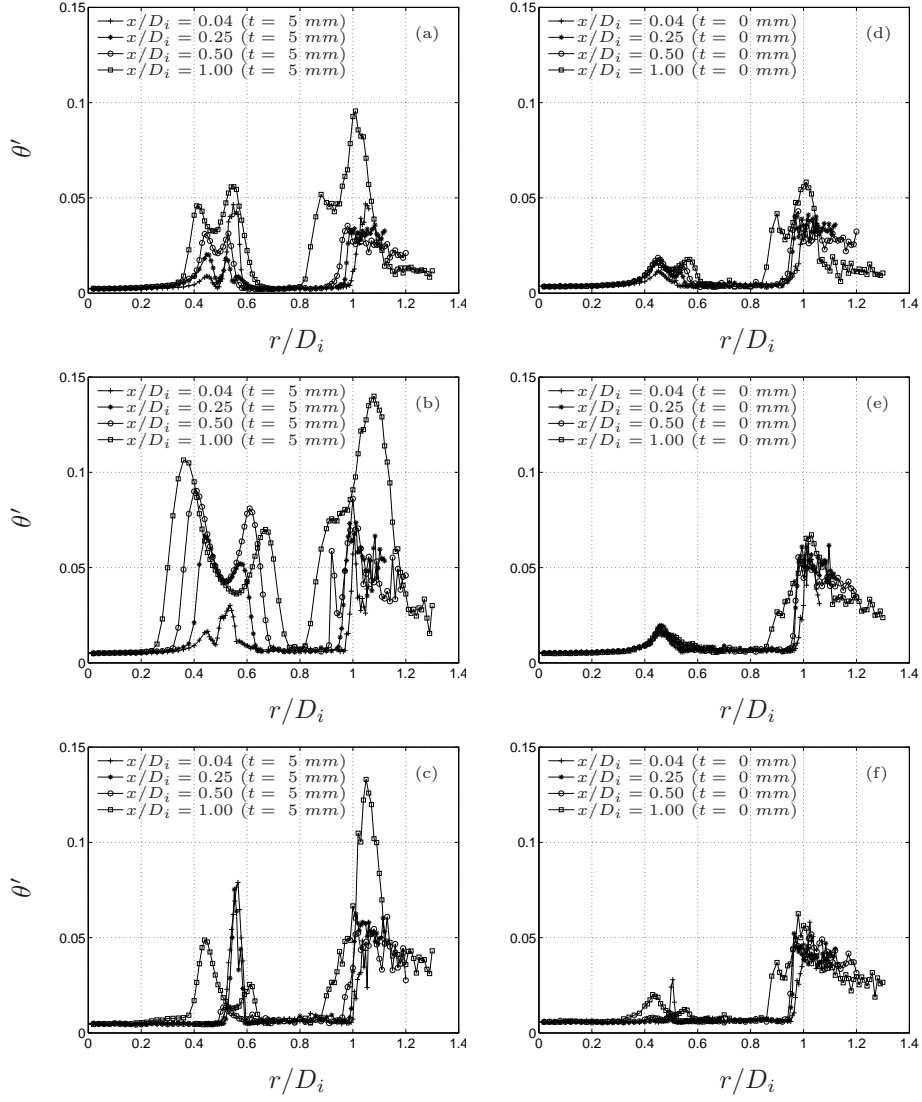 0.15
x/D_i = 0.04 (t = 5 mm)
x/D_i = 0.25 (t = 5 mm)
x/D_i = 0.50 (t = 5 mm)
x/D_i = 1.00 (t = 5 mm)
(a)
0.1
θ′
0.05
0
0 0.2 0.4 0.6 0.8 1 1.2 1.4
r/D_i
0.15
x/D_i = 0.04 (t = 0 mm)
x/D_i = 0.25 (t = 0 mm)
x/D_i = 0.50 (t = 0 mm)
x/D_i = 1.00 (t = 0 mm)
(d)
0.1
0.05
0
0 0.2 0.4 0.6 0.8 1 1.2 1.4
r/D_i
0.15
x/D_i = 0.04 (t = 5 mm)
x/D_i = 0.25 (t = 5 mm)
x/D_i = 0.50 (t = 5 mm)
x/D_i = 1.00 (t = 5 mm)
(b)
0.1
θ′
0.05
0
0 0.2 0.4 0.6 0.8 1 1.2 1.4
r/D_i
0.15
x/D_i = 0.04 (t = 0 mm)
x/D_i = 0.25 (t = 0 mm)
x/D_i = 0.50 (t = 0 mm)
x/D_i = 1.00 (t = 0 mm)
(e)
0.1
0.05
0
0 0.2 0.4 0.6 0.8 1 1.2 1.4
r/D_i
0.15
x/D_i = 0.04 (t = 5 mm)
x/D_i = 0.25 (t = 5 mm)
x/D_i = 0.50 (t = 5 mm)
x/D_i = 1.00 (t = 5 mm)
(c)
0.1
θ′
0.05
0
0 0.2 0.4 0.6 0.8 1 1.2 1.4
r/D_i
0.15
x/D_i = 0.04 (t = 0 mm)
x/D_i = 0.25 (t = 0 mm)
x/D_i = 0.50 (t = 0 mm)
x/D_i = 1.00 (t = 0 mm)
(f)
0.1
0.05
0
0 0.2 0.4 0.6 0.8 1 1.2 1.4
r/D_i